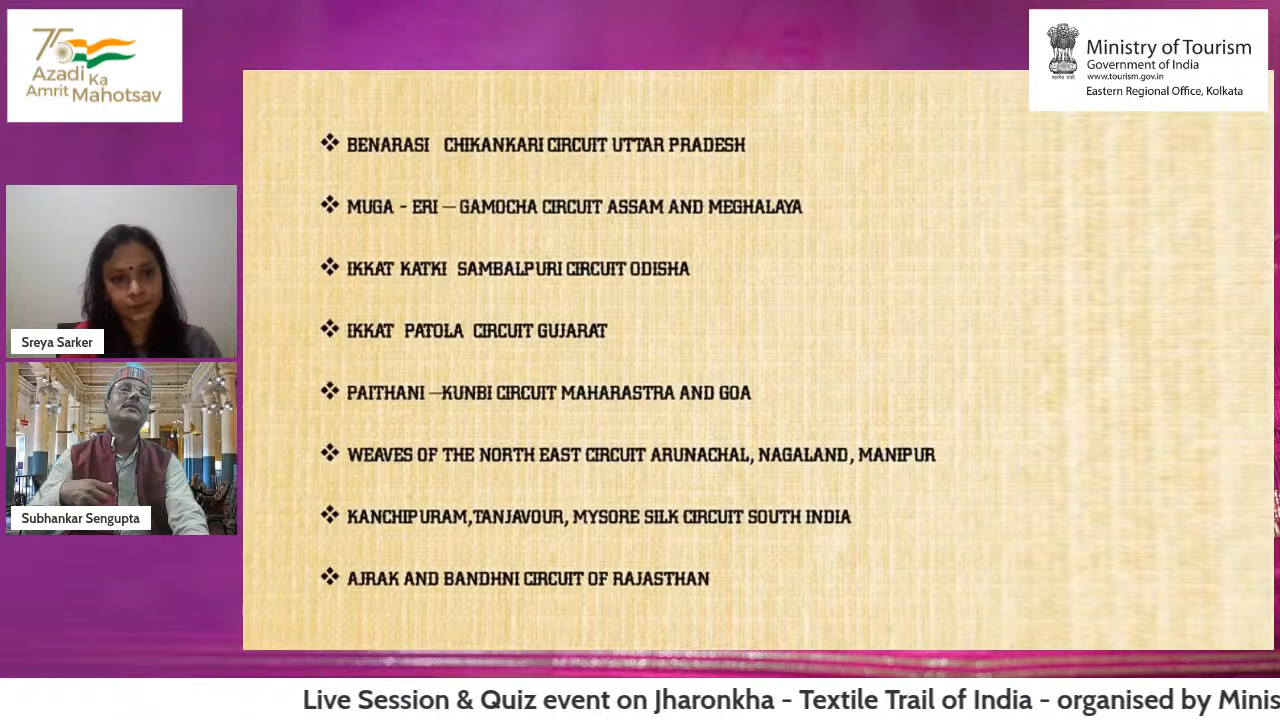 75
Azadi Ka
Amrit Mahotsav
Ministry of Tourism
Government of India
www.tourism.gov.in
Eastern Regional Office, Kolkata
BENARASI CHIKANKARI CIRCUIT UTTAR PRADESH
MUGA - ERI – GAMOCHA CIRCUIT ASSAM AND MEGHALAYA
IKKAT KATKI SAMBALPURI CIRCUIT ODISHA
IKKAT PATOLA CIRCUIT GUJARAT
PAITHANI –KUNBI CIRCUIT MAHARASTRA AND GOA
WEAVES OF THE NORTH EAST CIRCUIT ARUNACHAL, NAGALAND, MANIPUR
KANCHIPURAM,TANJAVOUR, MYSORE SILK CIRCUIT SOUTH INDIA
AJRAK AND BANDHNI CIRCUIT OF RAJASTHAN
Sreya Sarker
Subhankar Sengupta
Live Session & Quiz event on Jharonkha - Textile Trail of India - organised by Minis